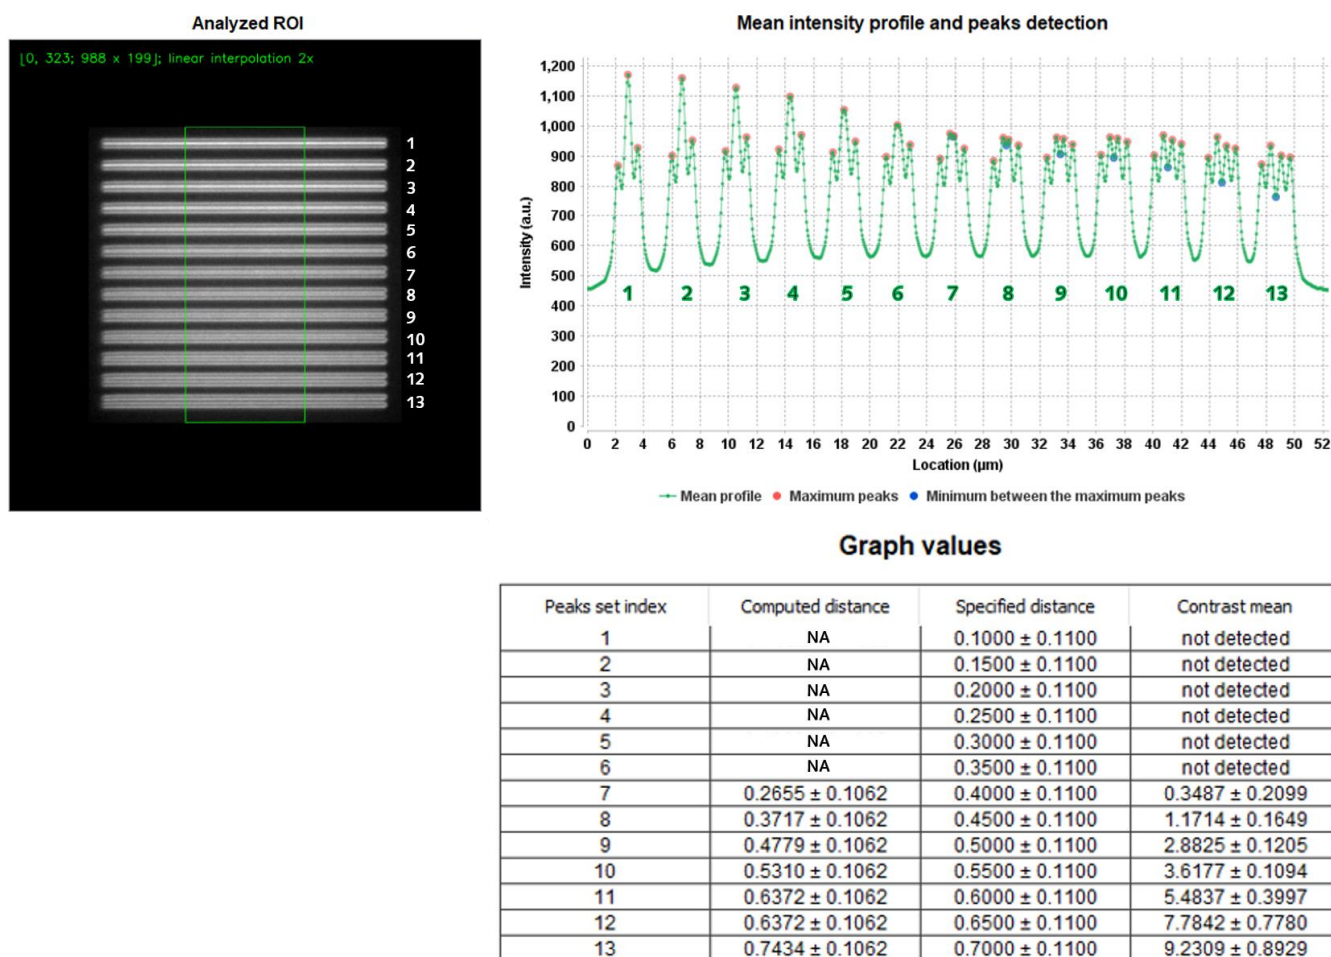 Analyzed ROI
[0, 323; 988 x 199]; linear interpolation 2x
1
2
3
4
5
6
7
8
9
10
11
12
13
Mean intensity profile and peaks detection
Intensity (a.u.)
1,200
1,100
1,000
900
800
700
600
500
400
300
200
100
0
1 2 3 4 5 6 7 8 9 10 11 12 13
0 2 4 6 8 10 12 14 16 18 20 22 24 26 28 30 32 34 36 38 40 42 44 46 48 50 52
Location (µm)
Mean profile Maximum peaks Minimum between the maximum peaks
Graph values
Peaks set index Computed distance Specified distance Contrast mean
1 NA 0.1000 ± 0.1100 not detected
2 NA 0.1500 ± 0.1100 not detected
3 NA 0.2000 ± 0.1100 not detected
4 NA 0.2500 ± 0.1100 not detected
5 NA 0.3000 ± 0.1100 not detected
6 NA 0.3500 ± 0.1100 not detected
7 0.2655 ± 0.1062 0.4000 ± 0.1100 0.3487 ± 0.2099
8 0.3717 ± 0.1062 0.4500 ± 0.1100 1.1714 ± 0.1649
9 0.4779 ± 0.1062 0.5000 ± 0.1100 2.8825 ± 0.1205
10 0.5310 ± 0.1062 0.5500 ± 0.1100 3.6177 ± 0.1094
11 0.6372 ± 0.1062 0.6000 ± 0.1100 5.4837 ± 0.3997
12 0.6372 ± 0.1062 0.6500 ± 0.1100 7.7842 ± 0.7780
13 0.7434 ± 0.1062 0.7000 ± 0.1100 9.2309 ± 0.8929